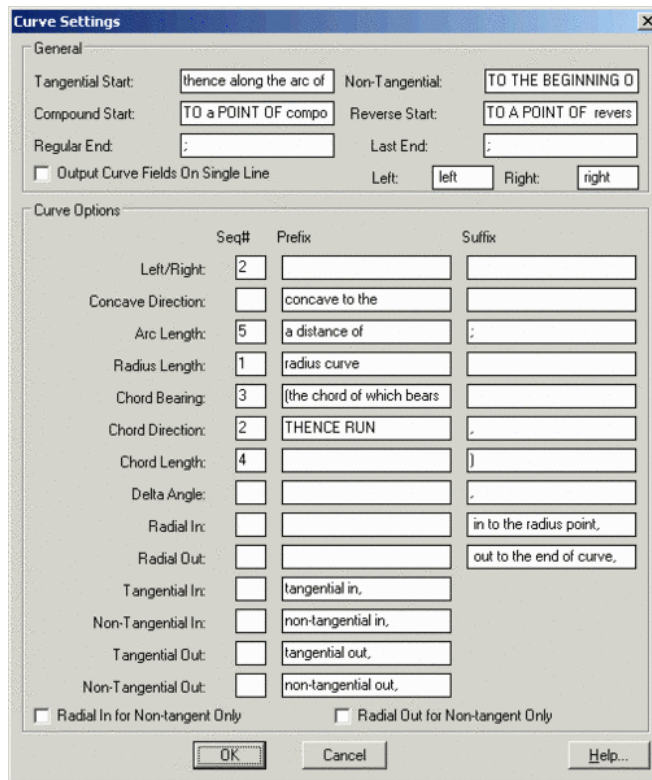 Curve Settings
General
Tangential Start: thence along the arc of Non-Tangential: TO THE BEGINNING O
Compound Start: TO a POINT OF compo Reverse Start: TO A POINT OF revers
Regular End: ; Last End: ;
Output Curve Fields On Single Line Left: left Right: right
Curve Options
Seq# Prefix Suffix
Left/Right: 2
Concave Direction: concave to the
Arc Length: 5 a distance of ;
Radius Length: 1 radius curve
Chord Bearing: 3 (the chord of which bears
Chord Direction: 2 THENCE RUN ,
Chord Length: 4 )
Delta Angle: ,
Radial In: in to the radius point,
Radial Out: out to the end of curve,
Tangential In: tangential in,
Non-Tangential In: non-tangential in,
Tangential Out: tangential out,
Non-Tangential Out: non-tangential out,
Radial In for Non-tangent Only Radial Out for Non-tangent Only
OK Cancel Help...